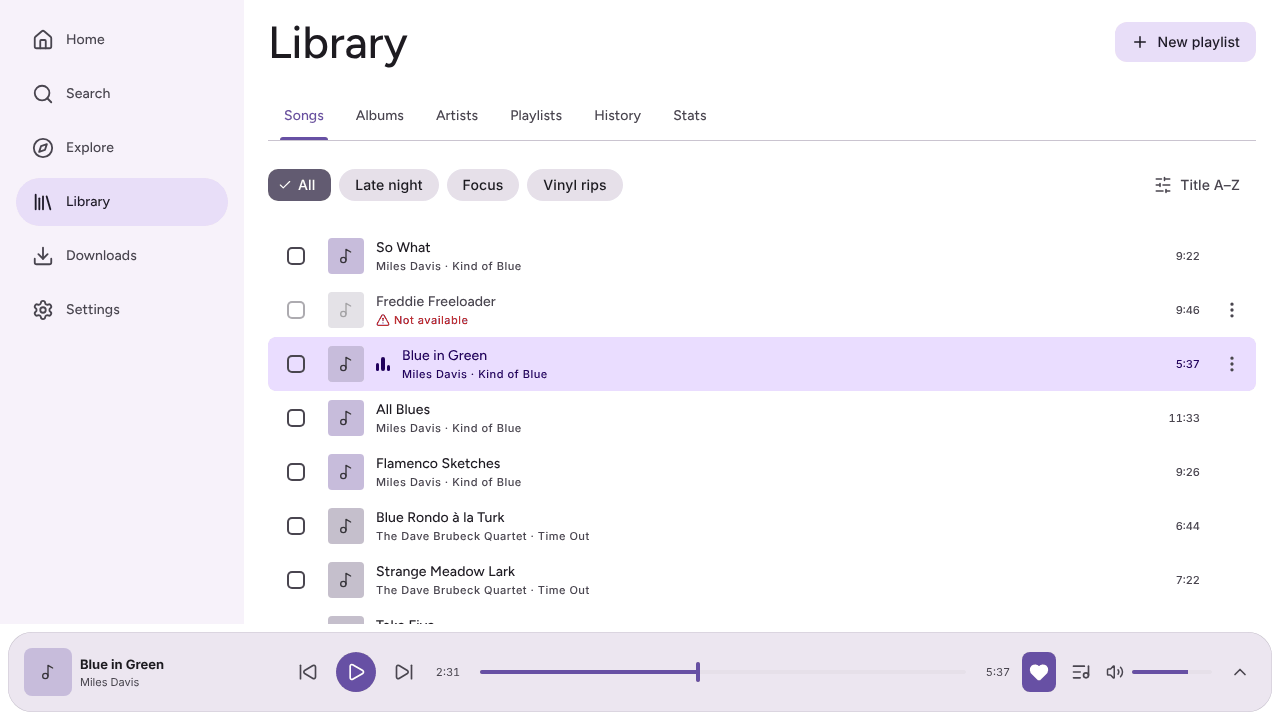 Home
Search
Explore
Library
Downloads
Settings
Library
New playlist
Songs
Albums
Artists
Playlists
History
Stats
All
Late night
Focus
Vinyl rips
Title A–Z
So What
Miles Davis · Kind of Blue
9:22
Freddie Freeloader
Not available
9:46
Blue in Green
Miles Davis · Kind of Blue
5:37
All Blues
Miles Davis · Kind of Blue
11:33
Flamenco Sketches
Miles Davis · Kind of Blue
9:26
Blue Rondo à la Turk
The Dave Brubeck Quartet · Time Out
6:44
Strange Meadow Lark
The Dave Brubeck Quartet · Time Out
7:22
Take Five
Blue in Green
Miles Davis
2:31
5:37